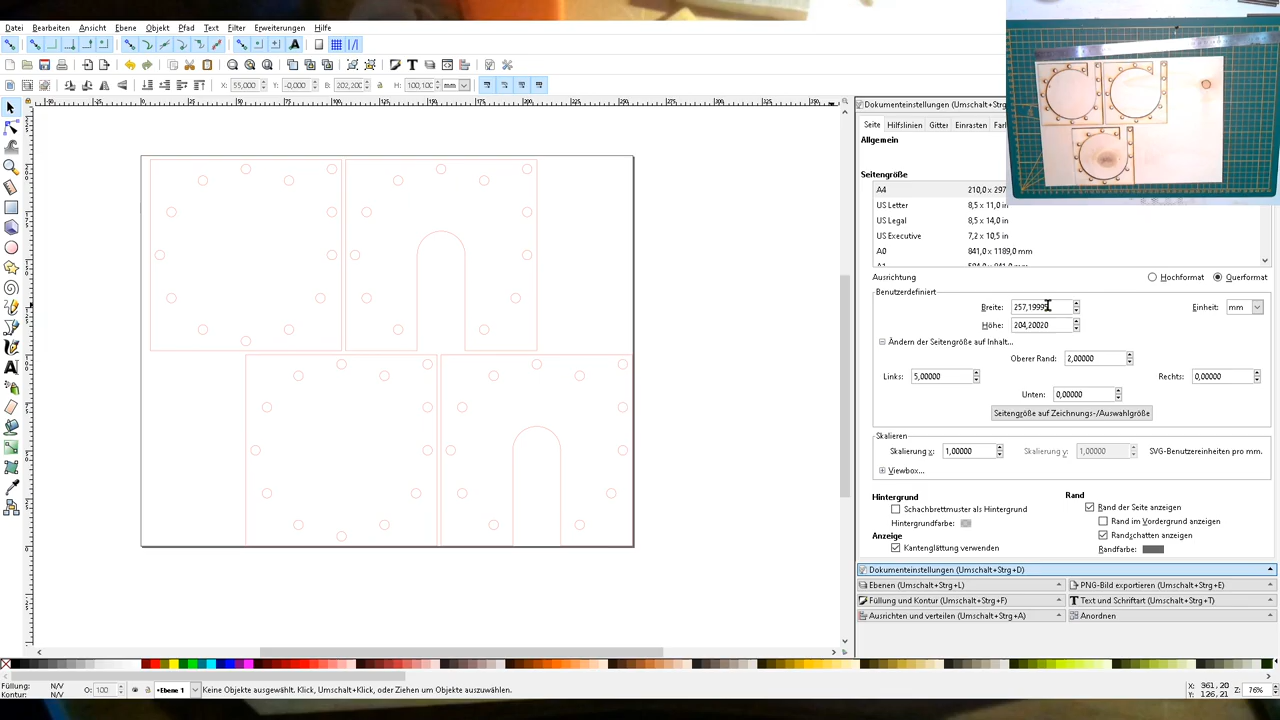 Datei Bearbeiten Ansicht Ebene Objekt Pfad Text Filter Erweiterungen Hilfe
X: 55,000 Y: -0,000 B: 202,200 H: 100,100 mm
Dokumenteinstellungen (Umschalt+Strg
Seite Hilfslinien Gitter Einrasten
Allgemein
Seitengröße
A4 210,0 x 297
US Letter 8,5 x 11,0 in
US Legal 8,5 x 14,0 in
US Executive 7,2 x 10,5 in
A0 841,0 x 1189,0 mm
Ausrichtung Hochformat Querformat
Benutzerdefiniert
Breite: 257,19995 Einheit: mm
Höhe: 204,20020
Ändern der Seitengröße auf Inhalt...
Oberer Rand: 2,00000
Links: 5,00000 Rechts: 0,00000
Unten: 0,00000
Seitengröße auf Zeichnungs-/Auswahlgröße
Skalieren
Skalierung x: 1,00000 Skalierung y: 1,00000 SVG-Benutzereinheiten pro mm.
Viewbox...
Hintergrund
Schachbrettmuster als Hintergrund
Hintergrundfarbe:
Anzeige
Kantenglättung verwenden
Rand
Rand der Seite anzeigen
Rand im Vordergrund anzeigen
Randschatten anzeigen
Randfarbe:
Dokumenteinstellungen (Umschalt+Strg+D)
Ebenen (Umschalt+Strg+L) PNG-Bild exportieren (Umschalt+Strg+E)
Füllung und Kontur (Umschalt+Strg+F) Text und Schriftart (Umschalt+Strg+T)
Ausrichten und verteilen (Umschalt+Strg+A) Anordnen
Füllung: N/V
Kontur: N/V
O: 100 Ebene 1 Keine Objekte ausgewählt. Klick, Umschalt+Klick, oder Ziehen um Objekte auszuwählen.
X: 361,20
Y: 126,21
Z: 76%